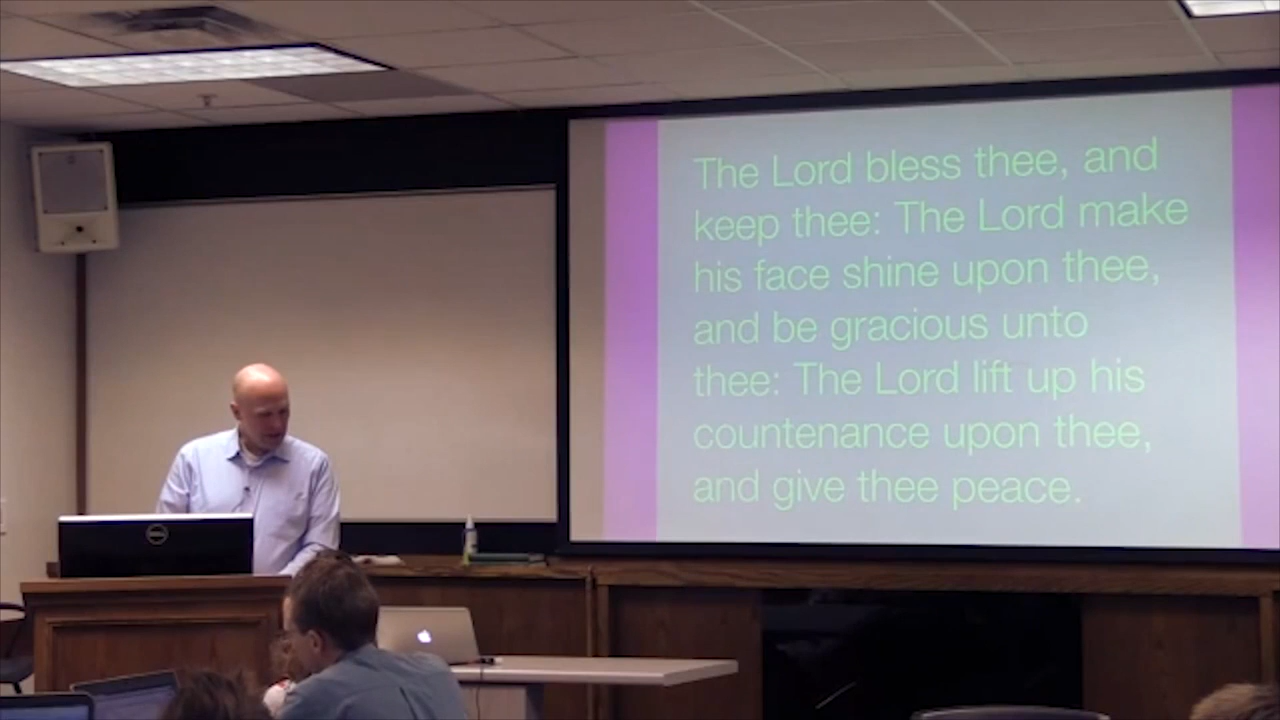 The Lord bless thee, and
keep thee: The Lord make
his face shine upon thee,
and be gracious unto
thee: The Lord lift up his
countenance upon thee,
and give thee peace.
DELL